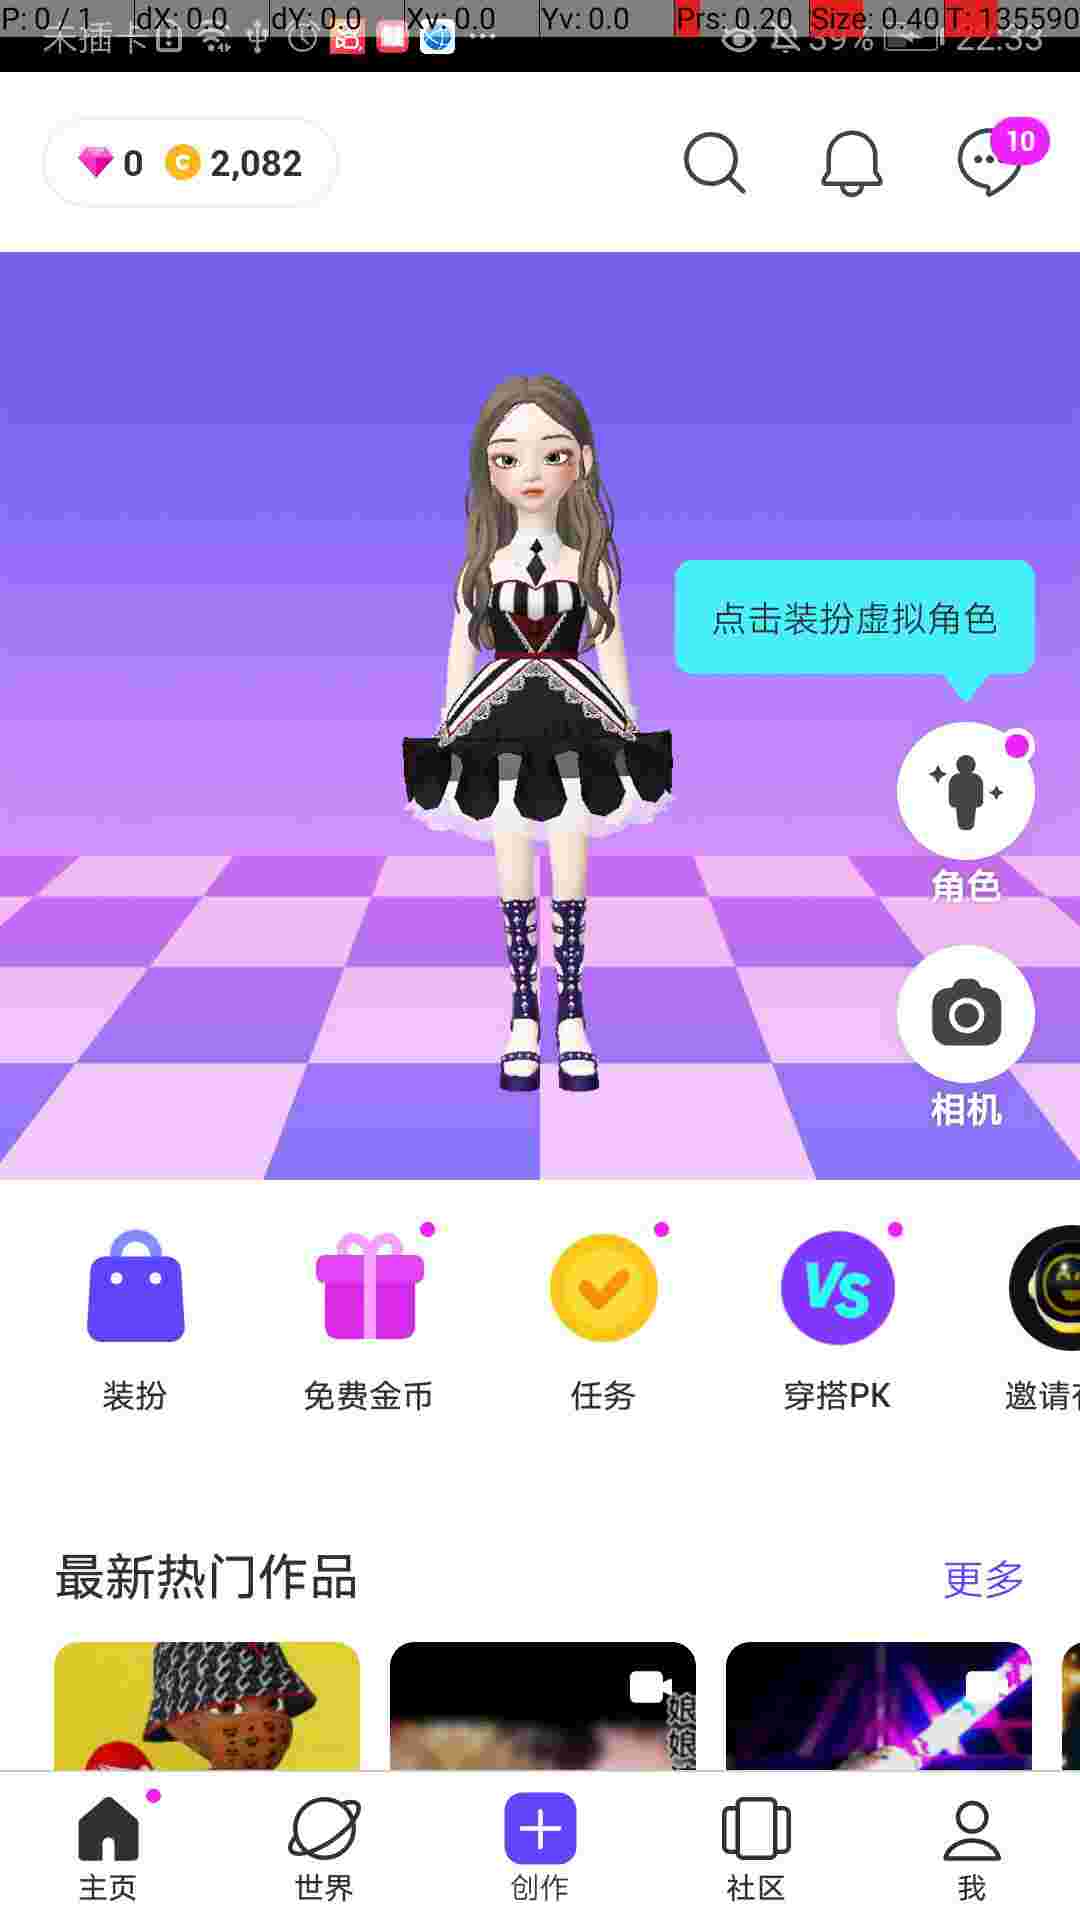 P: 0 / 1 dX: 0.0 dY: 0.0 Xv: 0.0 Yv: 0.0 Prs: 0.20 Size: 0.40 T: 135590
未插卡 39% 22:33
0 2,082 10
点击装扮虚拟角色
角色
相机
VS
装扮 免费金币 任务 穿搭PK 邀请
最新热门作品 更多
娘娘
主页 世界 创作 社区 我